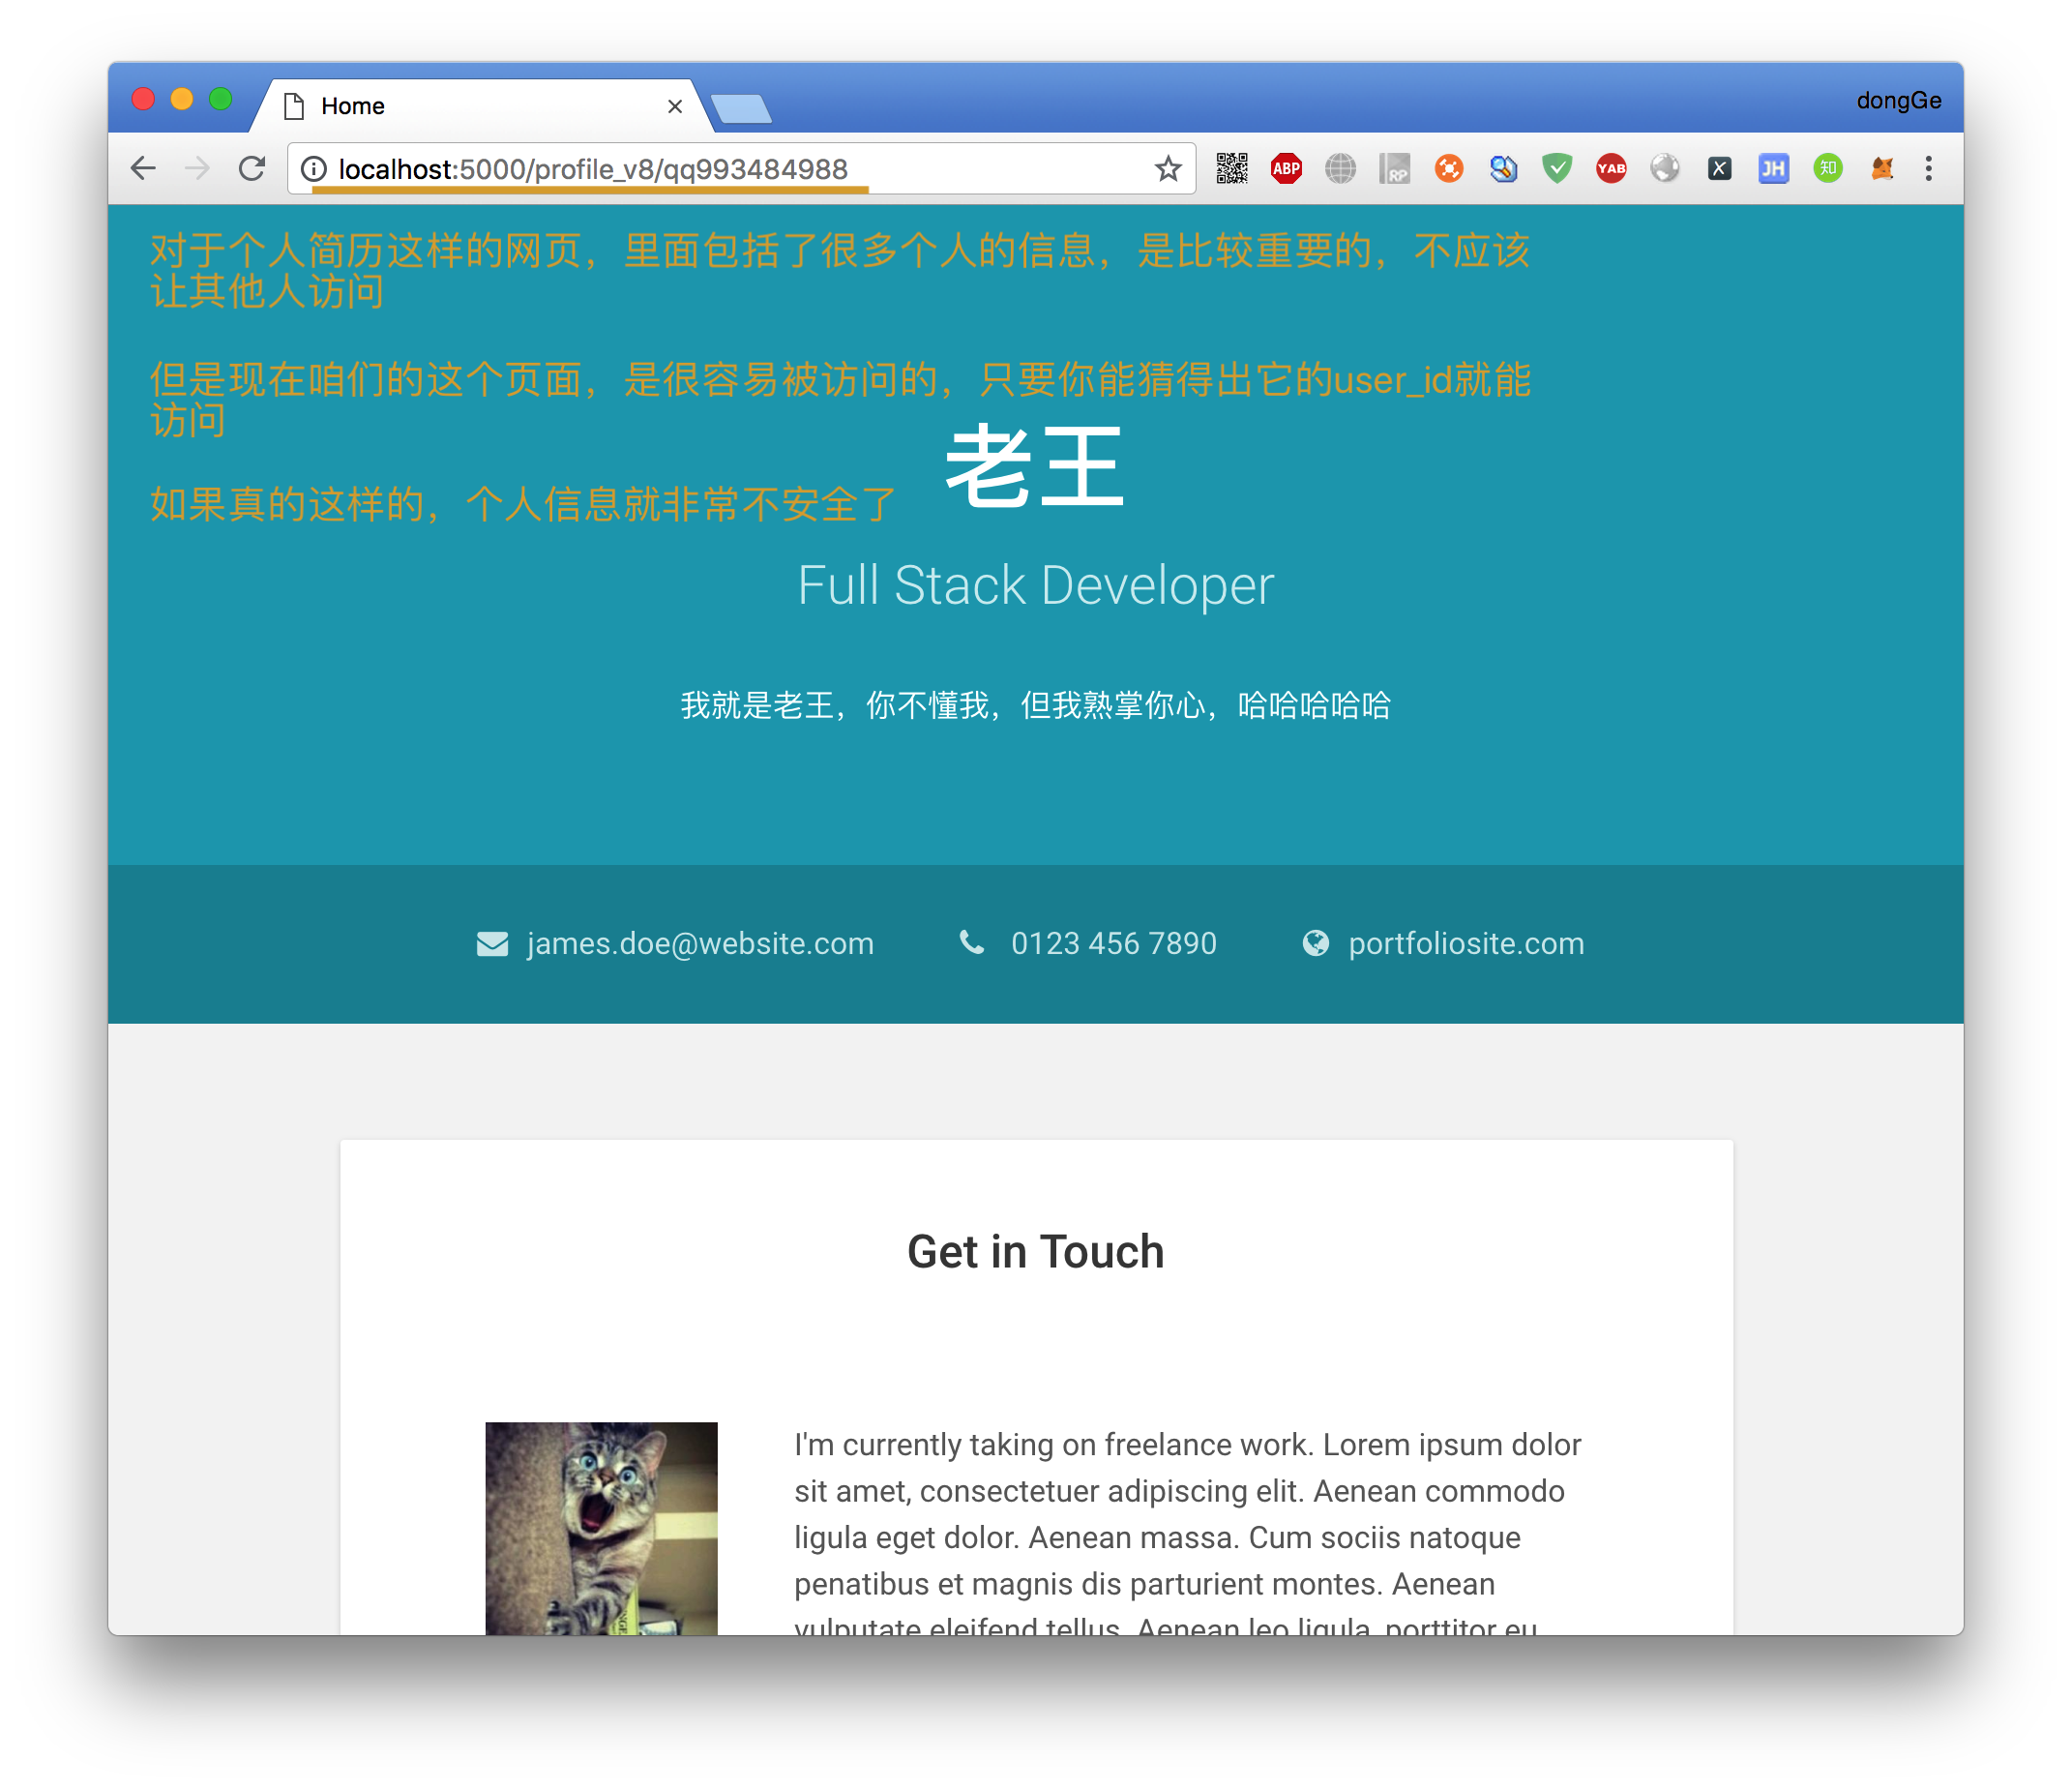 Home
dongGe
localhost:5000/profile_v8/qq993484988
ABP
RP
YAB
X
JH
知
对于个人简历这样的网页，里面包括了很多个人的信息，是比较重要的，不应该
让其他人访问
但是现在咱们的这个页面，是很容易被访问的，只要你能猜得出它的user_id就能
访问
如果真的这样的，个人信息就非常不安全了
老王
Full Stack Developer
我就是老王，你不懂我，但我熟掌你心，哈哈哈哈哈
james.doe@website.com
0123 456 7890
portfoliosite.com
Get in Touch
I'm currently taking on freelance work. Lorem ipsum dolor
sit amet, consectetuer adipiscing elit. Aenean commodo
ligula eget dolor. Aenean massa. Cum sociis natoque
penatibus et magnis dis parturient montes. Aenean
vulputate eleifend tellus. Aenean leo ligula, porttitor eu